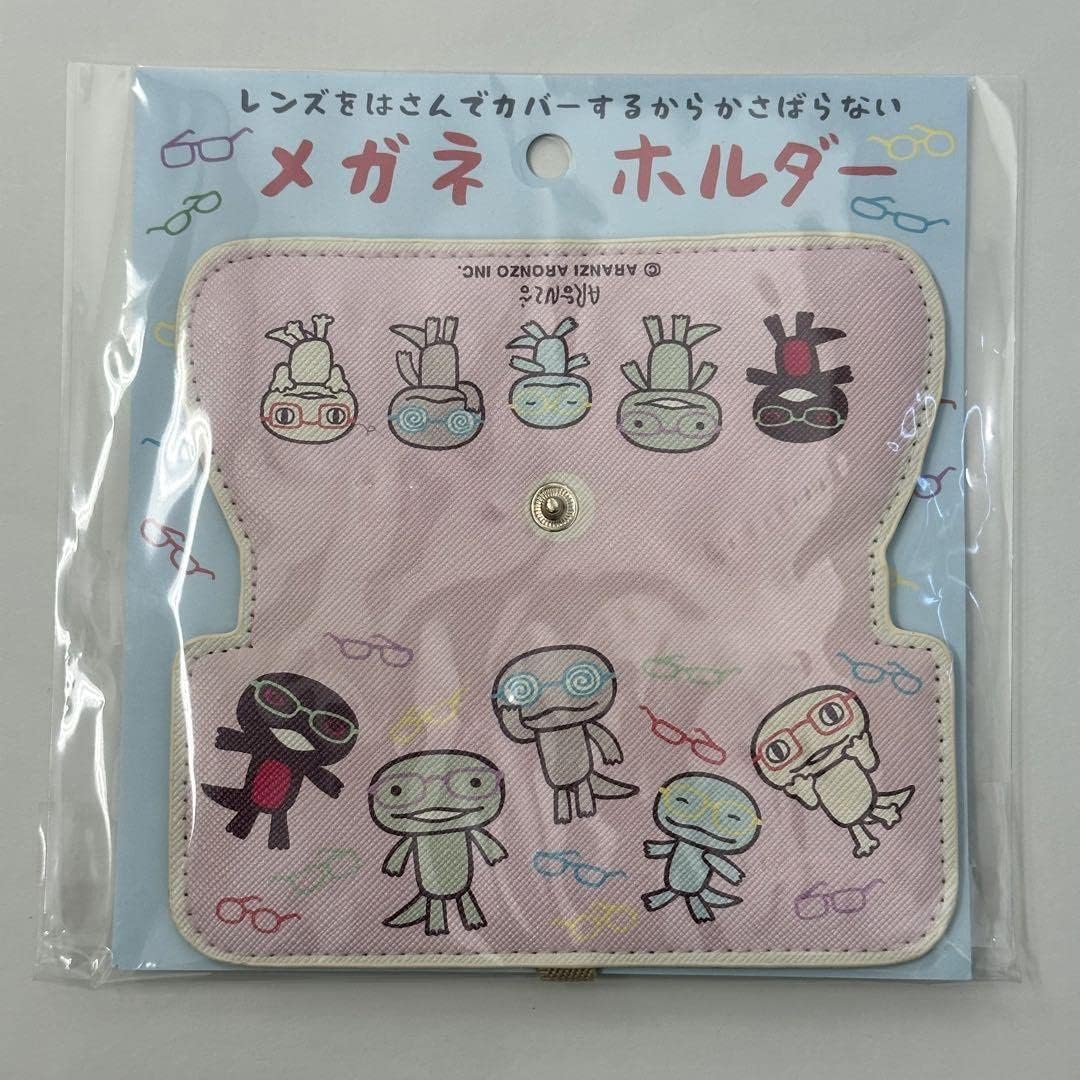 レンズをはさんでカバーするからかさばらない
メガネ ホルダー
© ARANZI ARONZO INC.
ARONZO